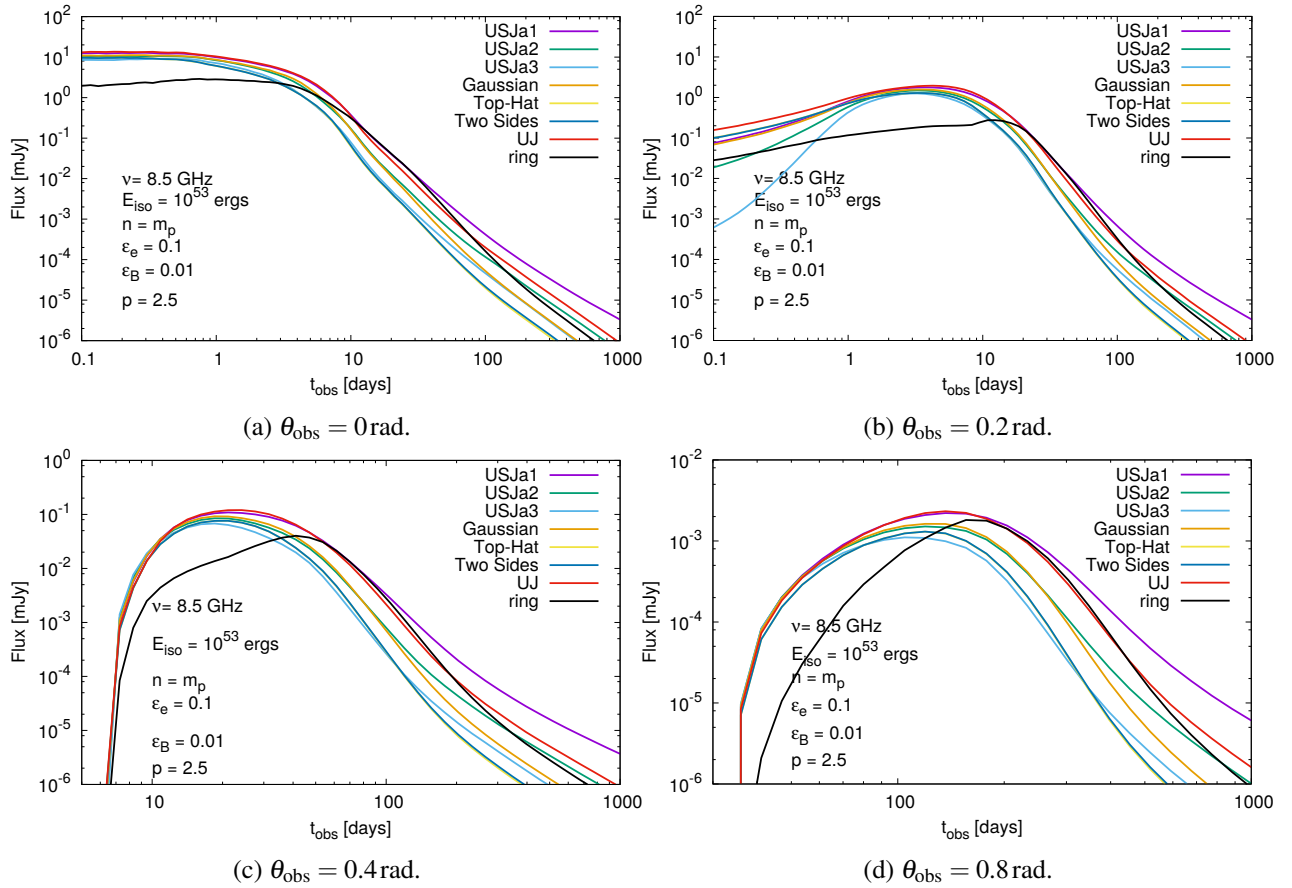 10^2
10^1
10^0
10^-1
10^-2
10^-3
10^-4
10^-5
10^-6
Flux [mJy]
0.1
1
10
100
1000
t_obs [days]
USJa1
USJa2
USJa3
Gaussian
Top-Hat
Two Sides
UJ
ring
ν= 8.5 GHz
E_iso = 10^53 ergs
n = m_p
ε_e = 0.1
ε_B = 0.01
p = 2.5
(a) θ_obs = 0 rad.
10^2
10^1
10^0
10^-1
10^-2
10^-3
10^-4
10^-5
10^-6
Flux [mJy]
0.1
1
10
100
1000
t_obs [days]
USJa1
USJa2
USJa3
Gaussian
Top-Hat
Two Sides
UJ
ring
ν= 8.5 GHz
E_iso = 10^53 ergs
n = m_p
ε_e = 0.1
ε_B = 0.01
p = 2.5
(b) θ_obs = 0.2 rad.
10^0
10^-1
10^-2
10^-3
10^-4
10^-5
10^-6
Flux [mJy]
10
100
1000
t_obs [days]
USJa1
USJa2
USJa3
Gaussian
Top-Hat
Two Sides
UJ
ring
ν= 8.5 GHz
E_iso = 10^53 ergs
n = m_p
ε_e = 0.1
ε_B = 0.01
p = 2.5
(c) θ_obs = 0.4 rad.
10^-2
10^-3
10^-4
10^-5
10^-6
Flux [mJy]
100
1000
t_obs [days]
USJa1
USJa2
USJa3
Gaussian
Top-Hat
Two Sides
UJ
ring
ν= 8.5 GHz
E_iso = 10^53 ergs
n = m_p
ε_e = 0.1
ε_B = 0.01
p = 2.5
(d) θ_obs = 0.8 rad.